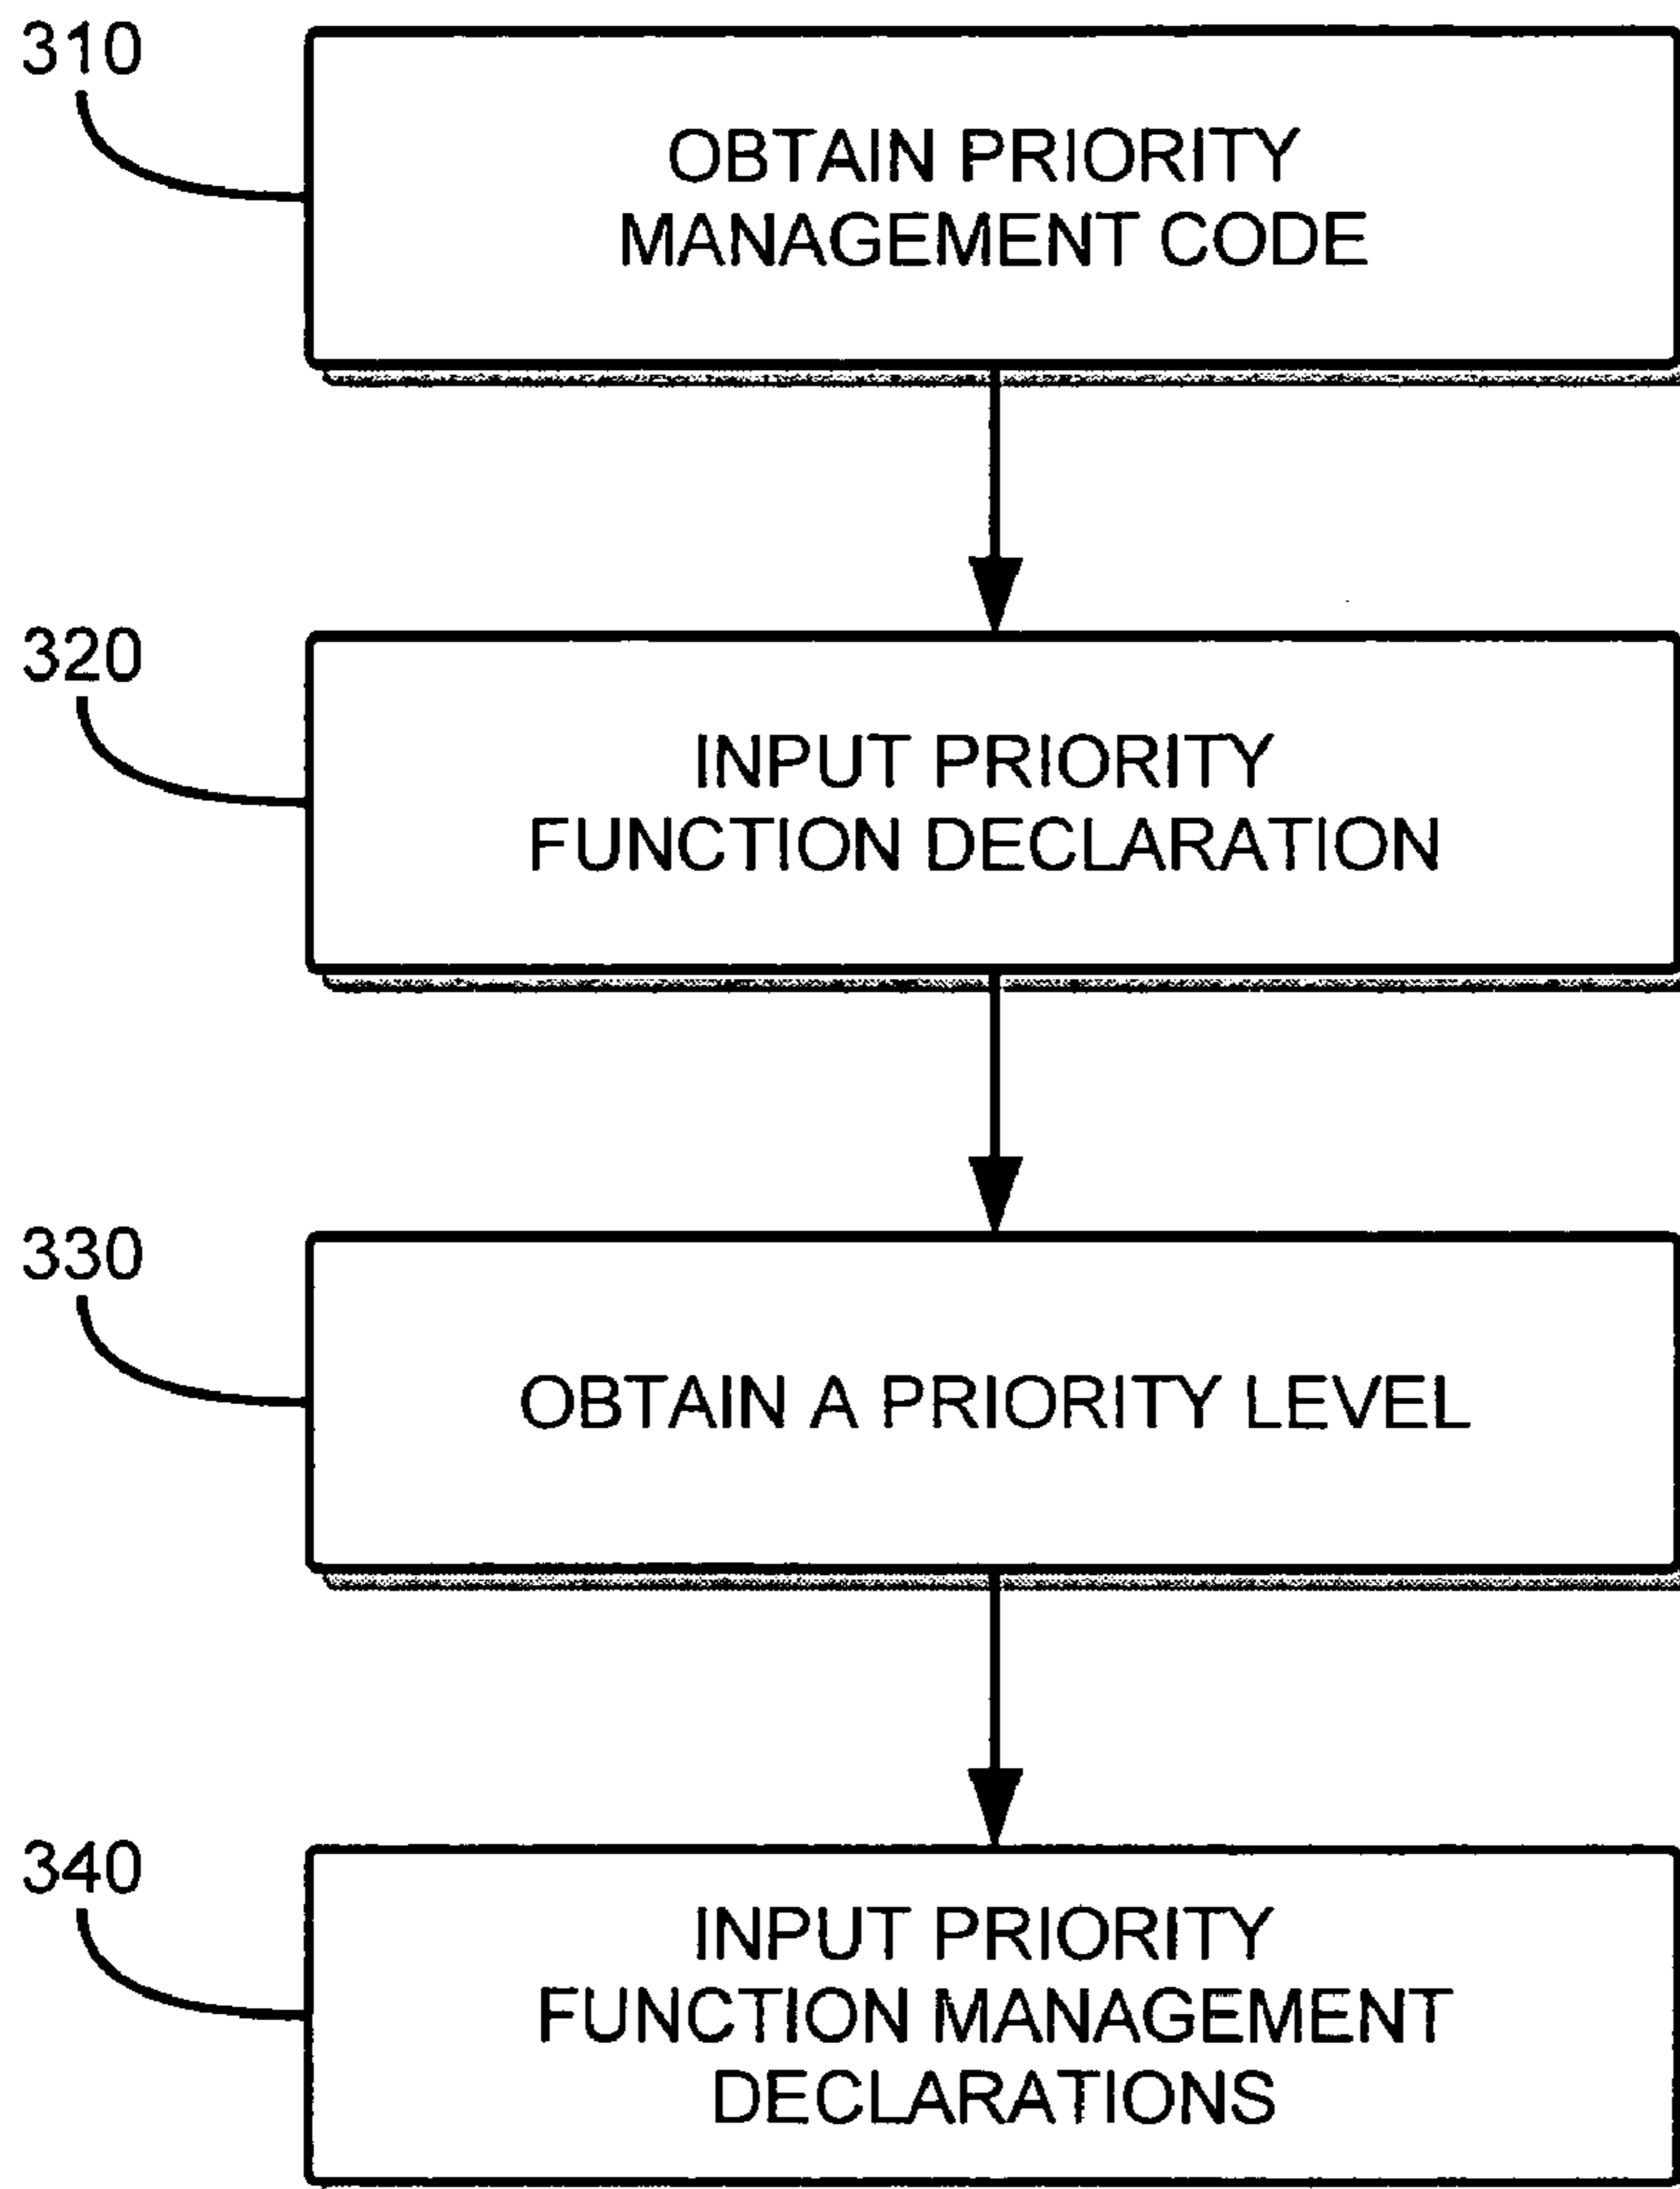 310
OBTAIN PRIORITY
MANAGEMENT CODE
320
INPUT PRIORITY
FUNCTION DECLARATION
330
OBTAIN A PRIORITY LEVEL
340
INPUT PRIORITY
FUNCTION MANAGEMENT
DECLARATIONS